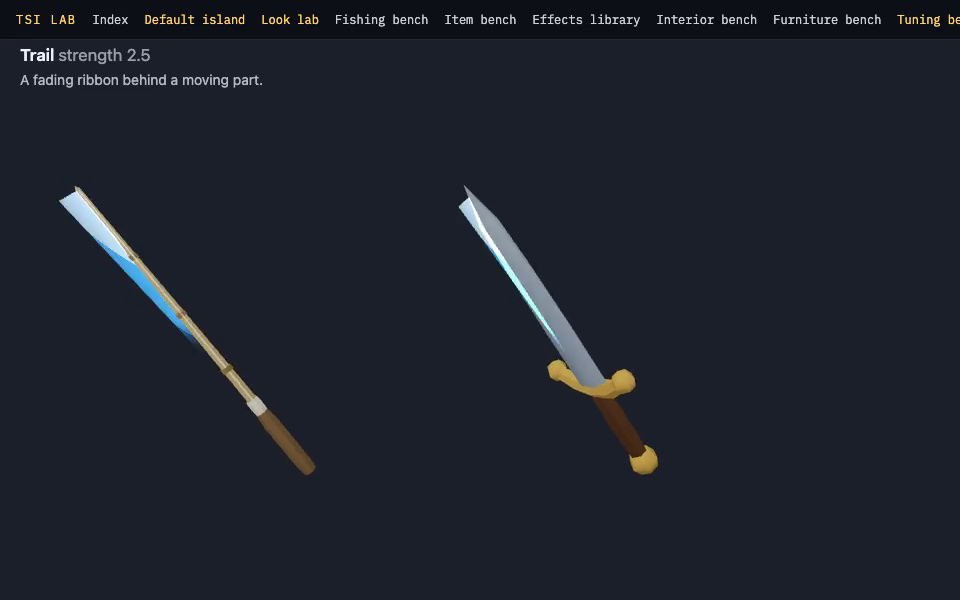 TSI LAB Index Default island Look lab Fishing bench Item bench Effects library Interior bench Furniture bench Tuning be
Trail strength 2.5
A fading ribbon behind a moving part.